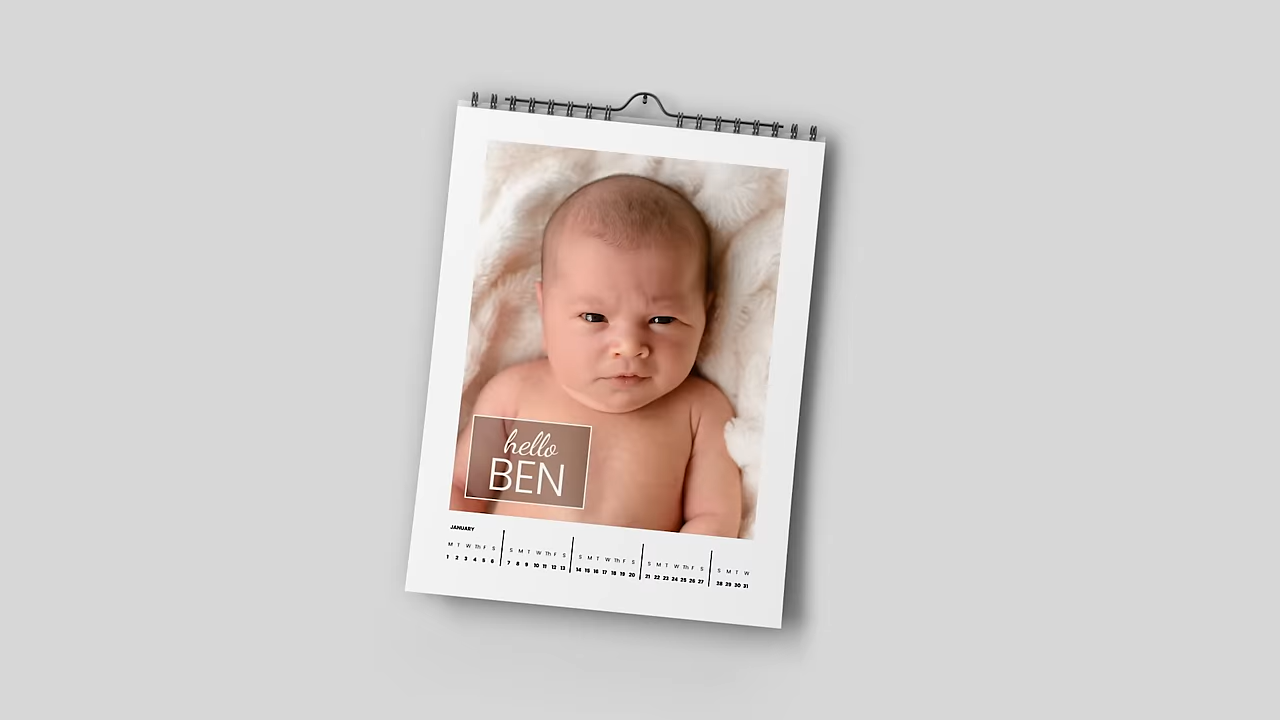 hello
BEN
JANUARY
M T W Th F S S M T W Th F S S M T W Th F S S M T W Th F S S M T W
1 2 3 4 5 6 7 8 9 10 11 12 13 14 15 16 17 18 19 20 21 22 23 24 25 26 27 28 29 30 31